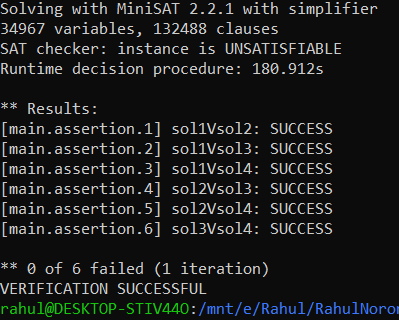 Solving with MiniSAT 2.2.1 with simplifier
34967 variables, 132488 clauses
SAT checker: instance is UNSATISFIABLE
Runtime decision procedure: 180.912s
** Results:
[main.assertion.1] sol1Vsol2: SUCCESS
[main.assertion.2] sol1Vsol3: SUCCESS
[main.assertion.3] sol1Vsol4: SUCCESS
[main.assertion.4] sol2Vsol3: SUCCESS
[main.assertion.5] sol2Vsol4: SUCCESS
[main.assertion.6] sol3Vsol4: SUCCESS
** 0 of 6 failed (1 iteration)
VERIFICATION SUCCESSFUL
rahul@DESKTOP-STIV44O:/mnt/e/Rahul/RahulNoron